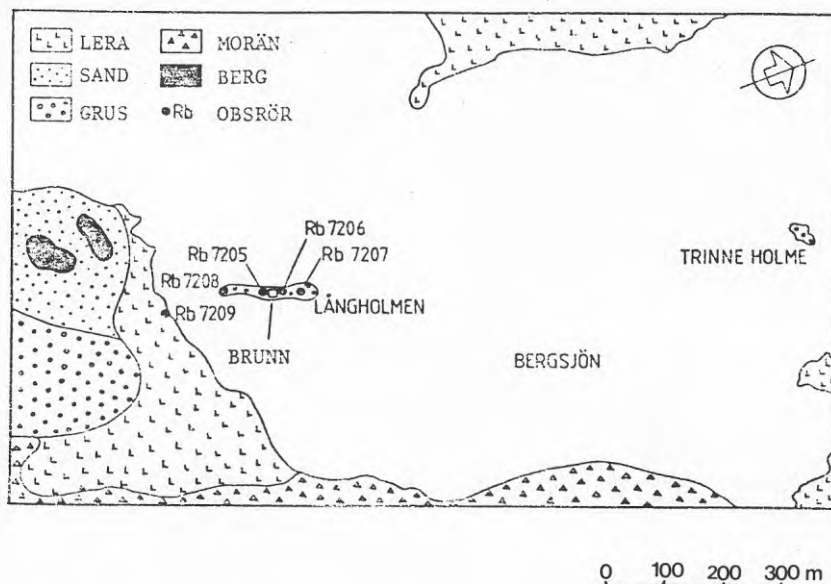 LERA
MORÄN
SAND
BERG
GRUS
Rb OBSRÖR
Rb 7206
Rb 7205
Rb 7207
TRINNE HOLME
Rb 7208
LÅNGHOLMEN
Rb 7209
BRUNN
BERGSJÖN
0 100 200 300 m